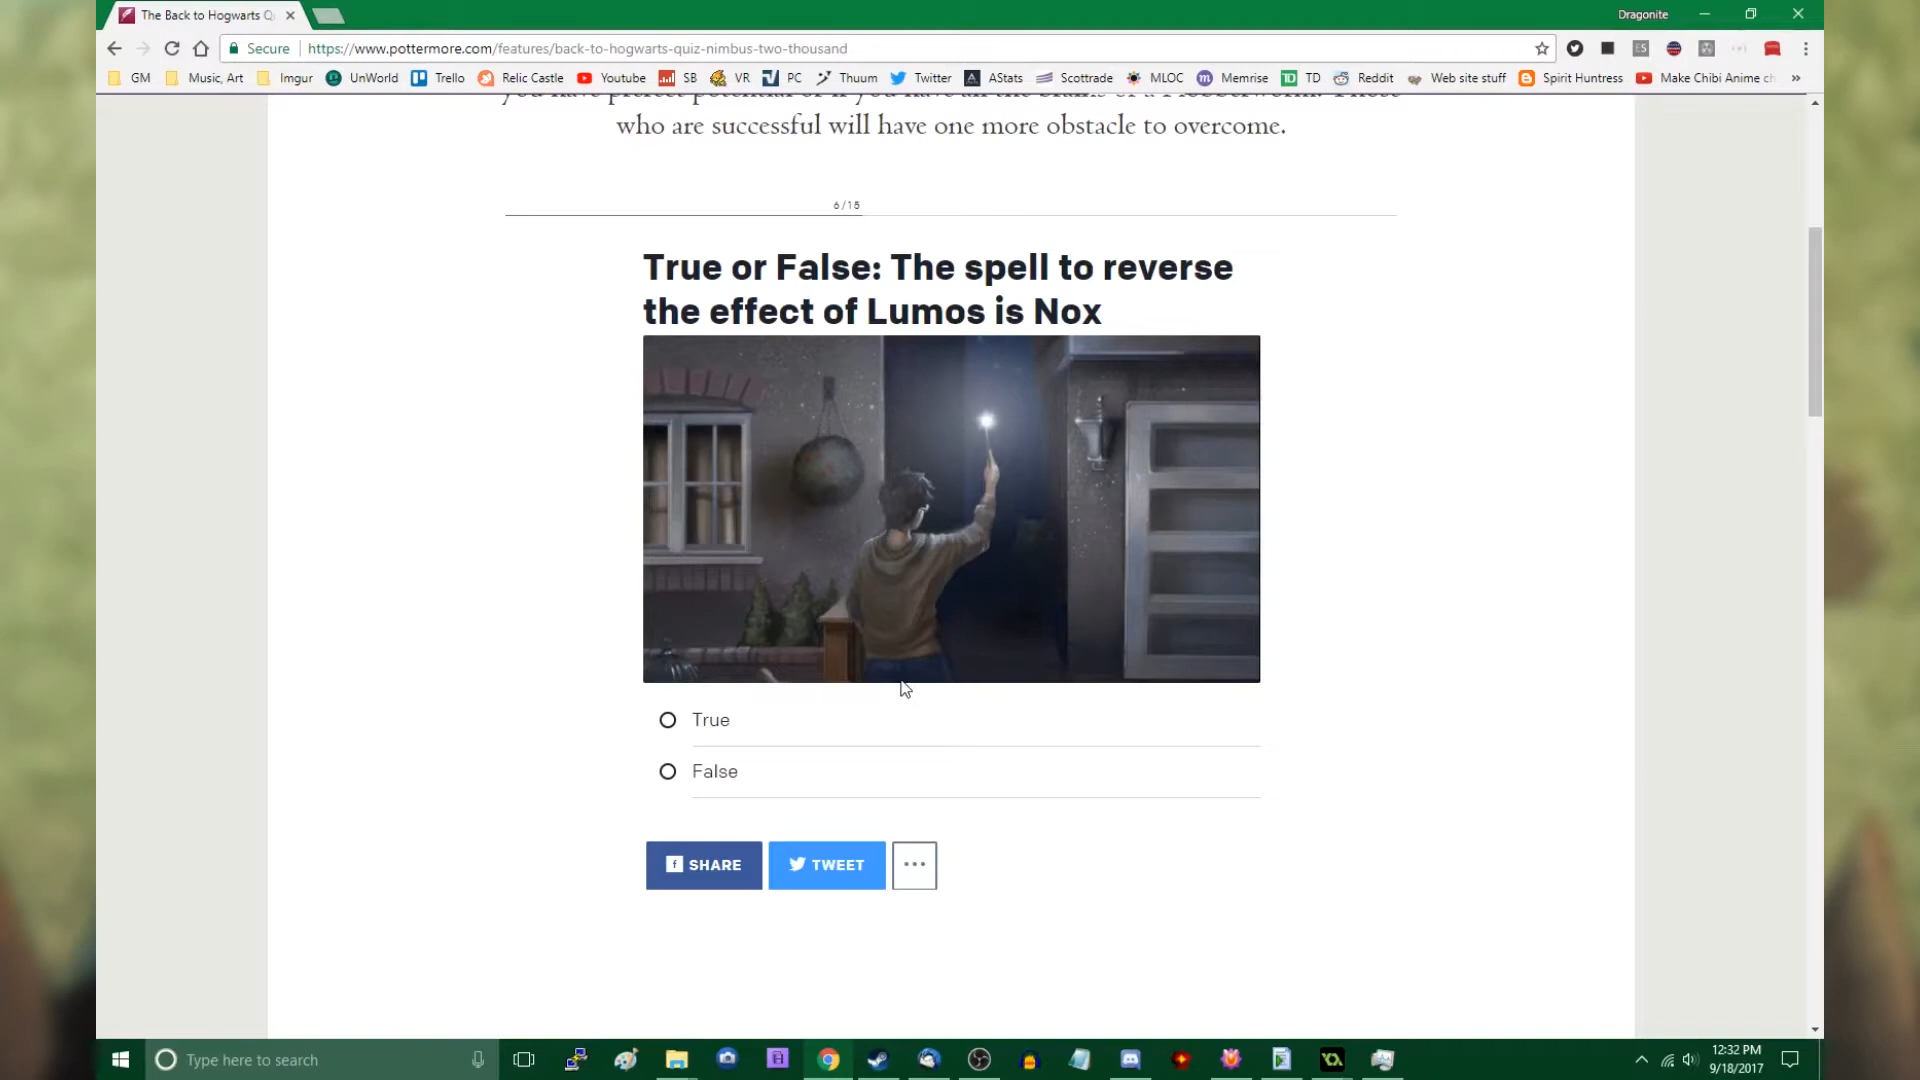 The Back to Hogwarts Q
Dragonite
Secure
https://www.pottermore.com/features/back-to-hogwarts-quiz-nimbus-two-thousand
GM Music, Art Imgur UnWorld Trello Relic Castle Youtube SB VR PC Thuum Twitter AStats Scottrade MLOC Memrise TD Reddit Web site stuff Spirit Huntress Make Chibi Anime ch »
who are successful will have one more obstacle to overcome.
6/15
True or False: The spell to reverse
the effect of Lumos is Nox
True
False
SHARE TWEET ...
Type here to search
12:32 PM
9/18/2017